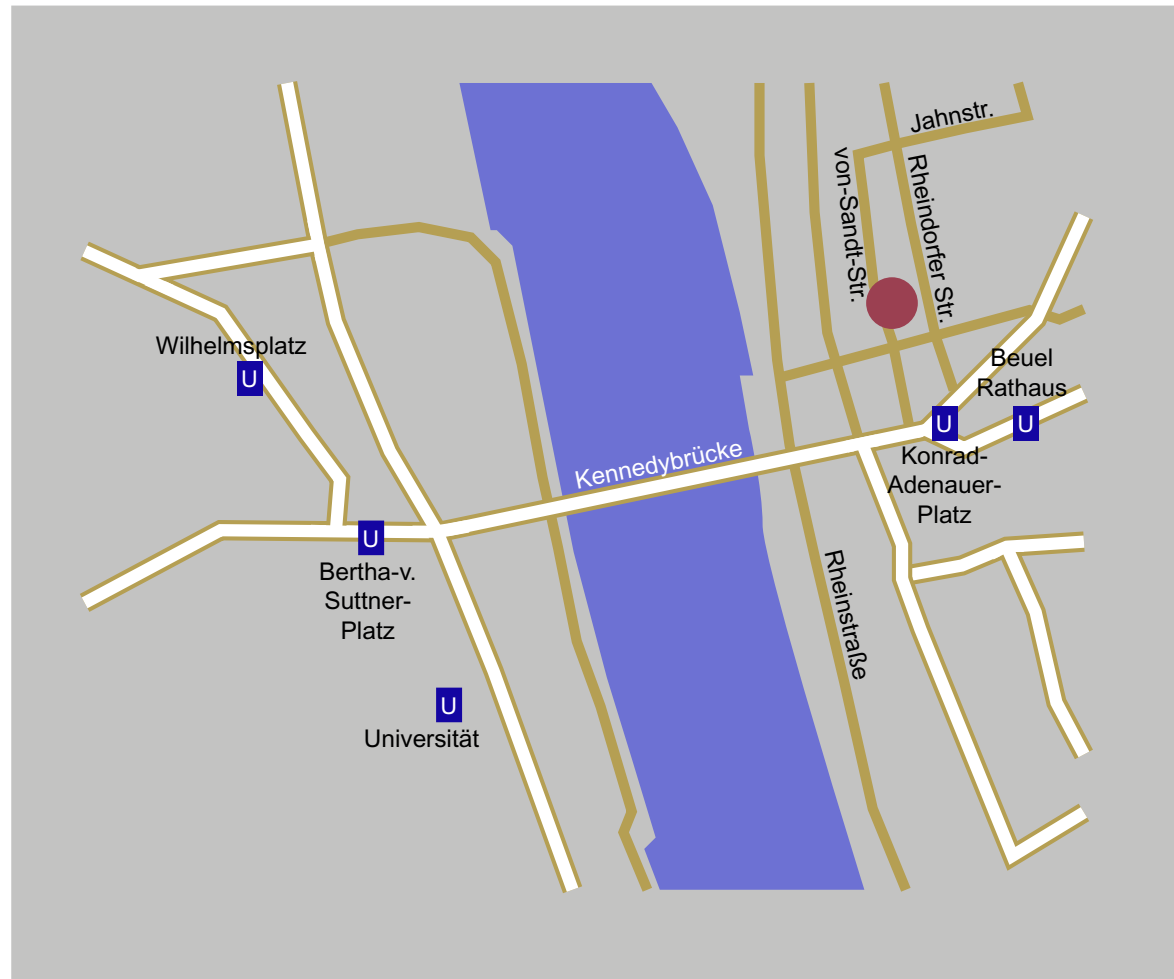 Jahnstr.
von-Sandt-Str.
Rheindorfer Str.
Wilhelmsplatz
U
Beuel
Rathaus
U
U
Konrad-
Adenauer-
Platz
Kennedybrücke
U
Bertha-v.
Suttner-
Platz
Rheinstraße
U
Universität